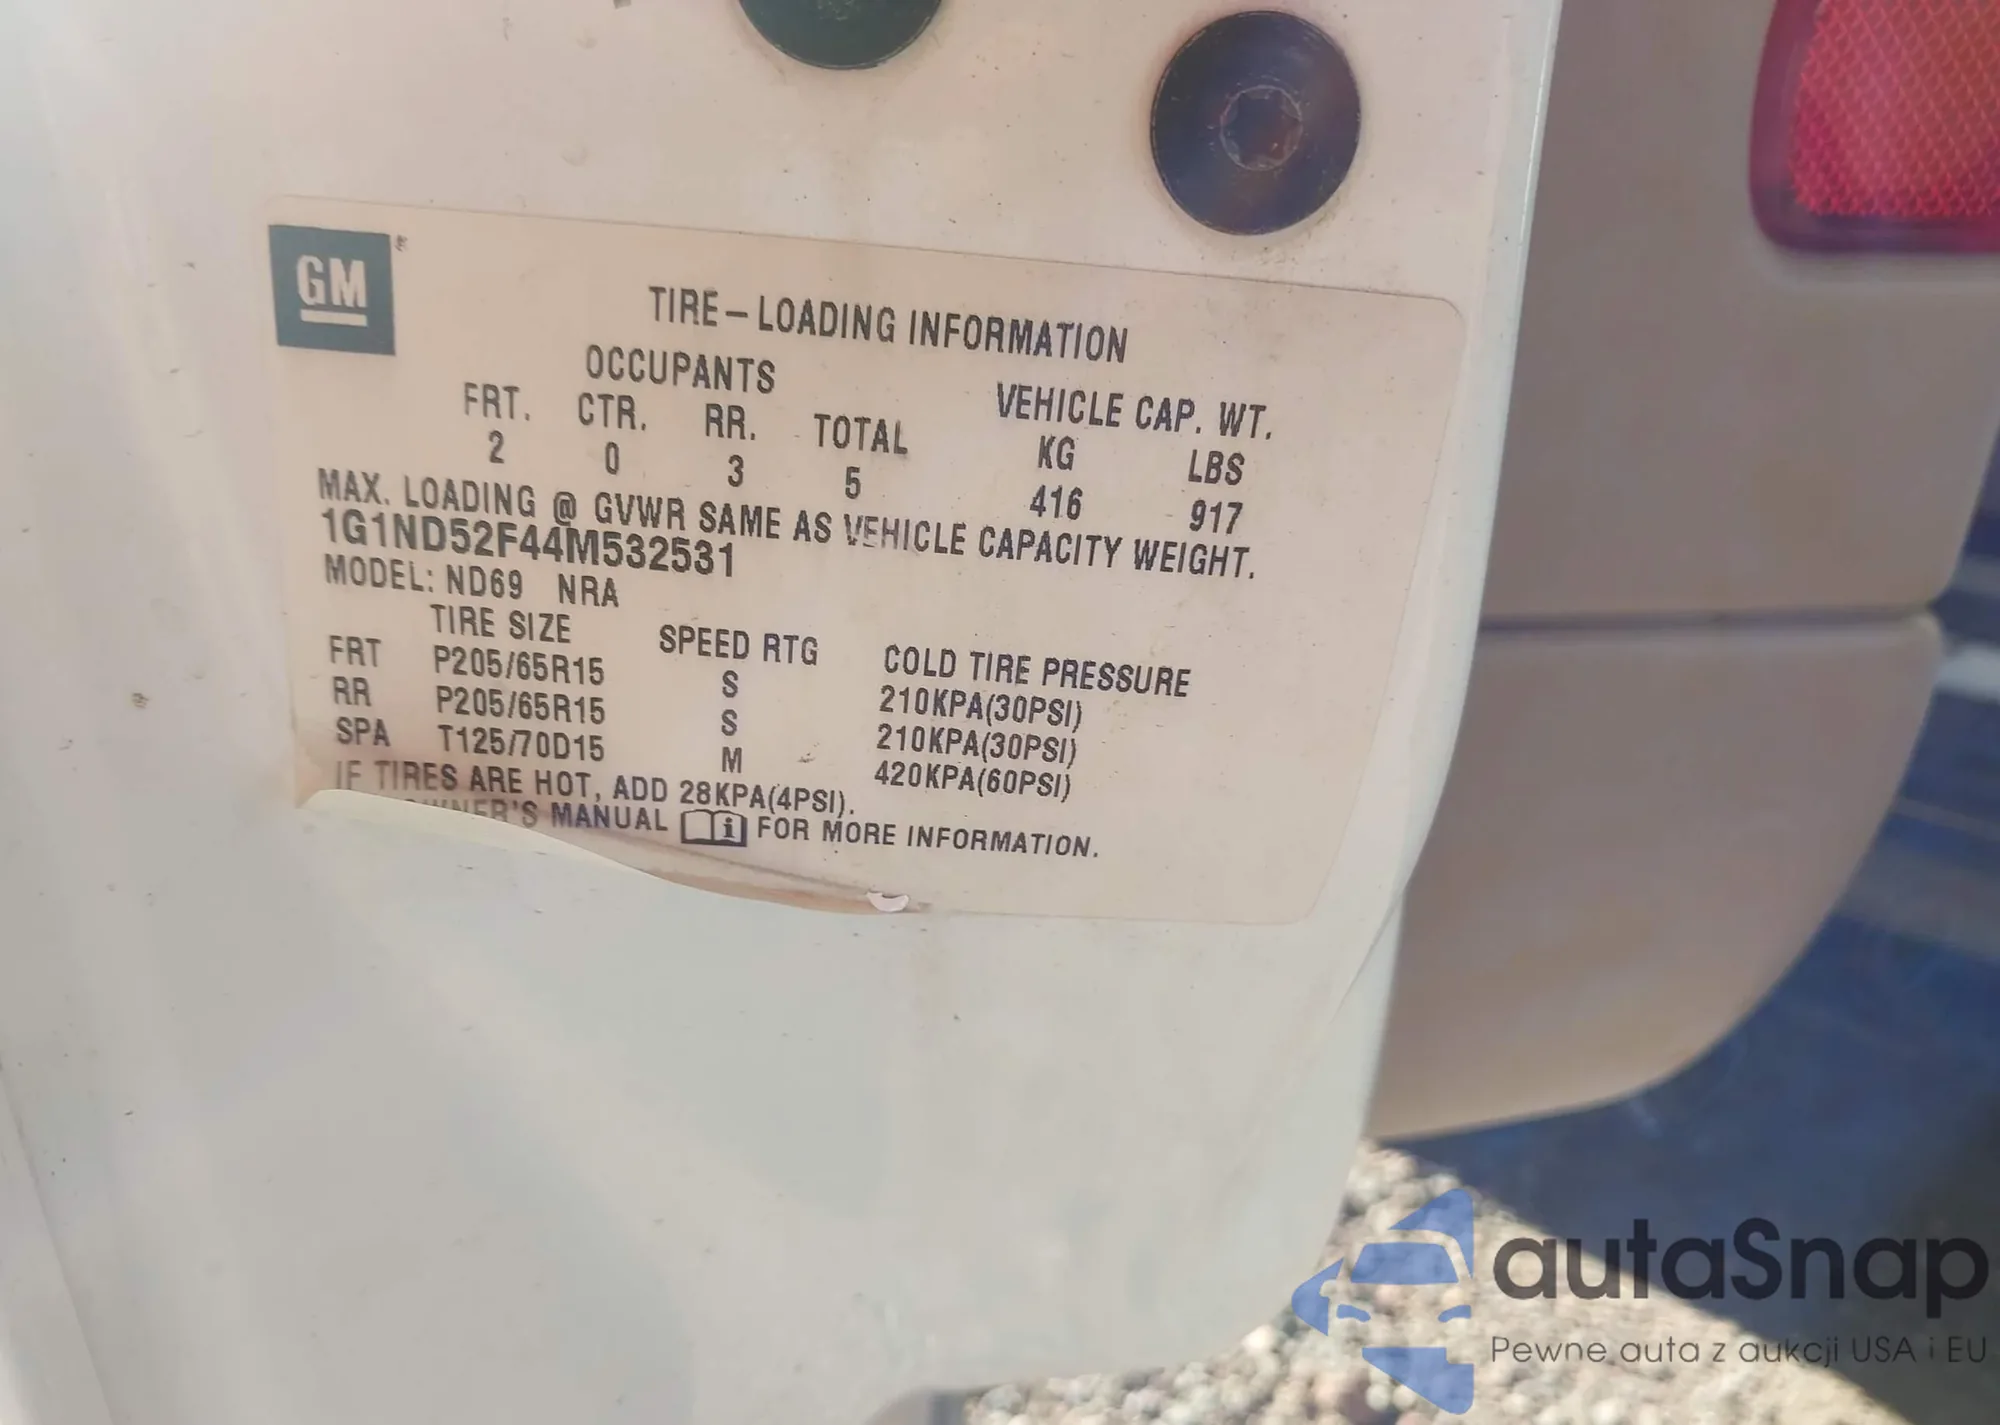 GM®
TIRE – LOADING INFORMATION
OCCUPANTS VEHICLE CAP. WT.
FRT. CTR. RR. TOTAL KG LBS
2 0 3 5 416 917
MAX. LOADING @ GVWR SAME AS VEHICLE CAPACITY WEIGHT.
1G1ND52F44M532531
MODEL: ND69 NRA
TIRE SIZE SPEED RTG COLD TIRE PRESSURE
FRT P205/65R15 S 210KPA(30PSI)
RR P205/65R15 S 210KPA(30PSI)
SPA T125/70D15 M 420KPA(60PSI)
IF TIRES ARE HOT, ADD 28KPA(4PSI).
OWNER'S MANUAL FOR MORE INFORMATION.
autaSnap
Pewne auta z aukcji USA i EU